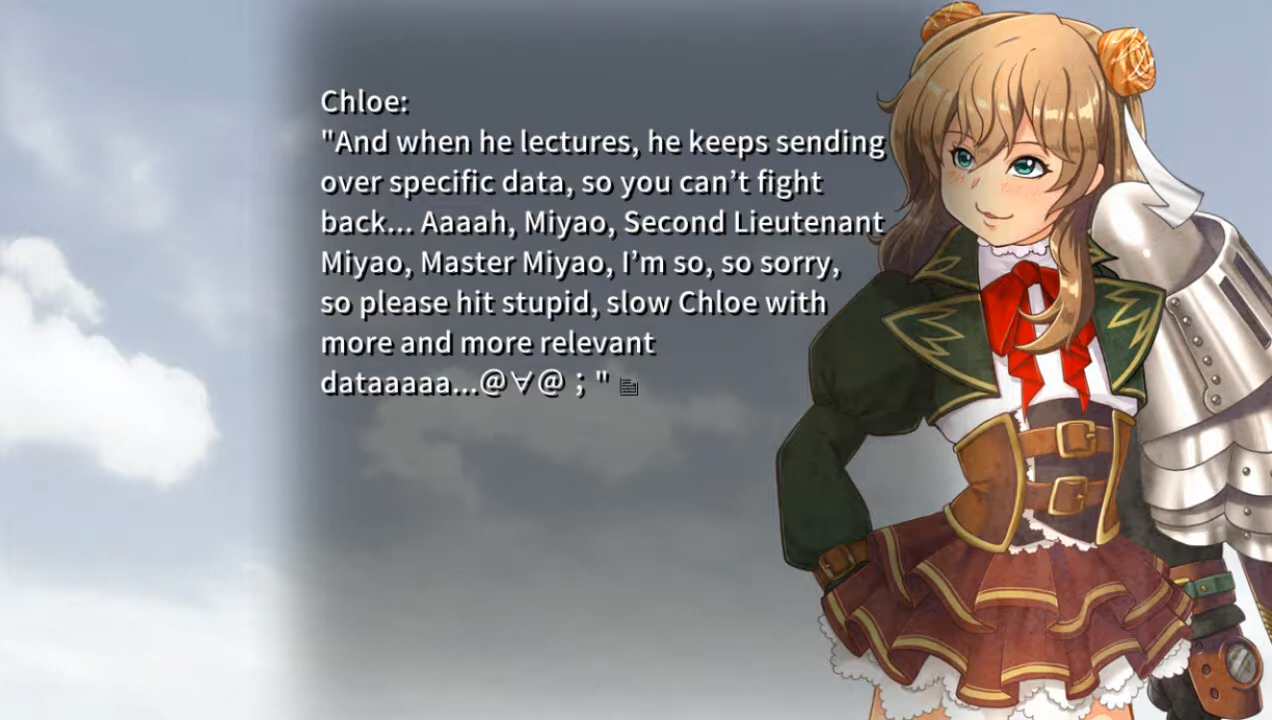 Chloe:
"And when he lectures, he keeps sending
over specific data, so you can’t fight
back... Aaaah, Miyao, Second Lieutenant
Miyao, Master Miyao, I’m so, so sorry,
so please hit stupid, slow Chloe with
more and more relevant
dataaaaa...@∀@；"